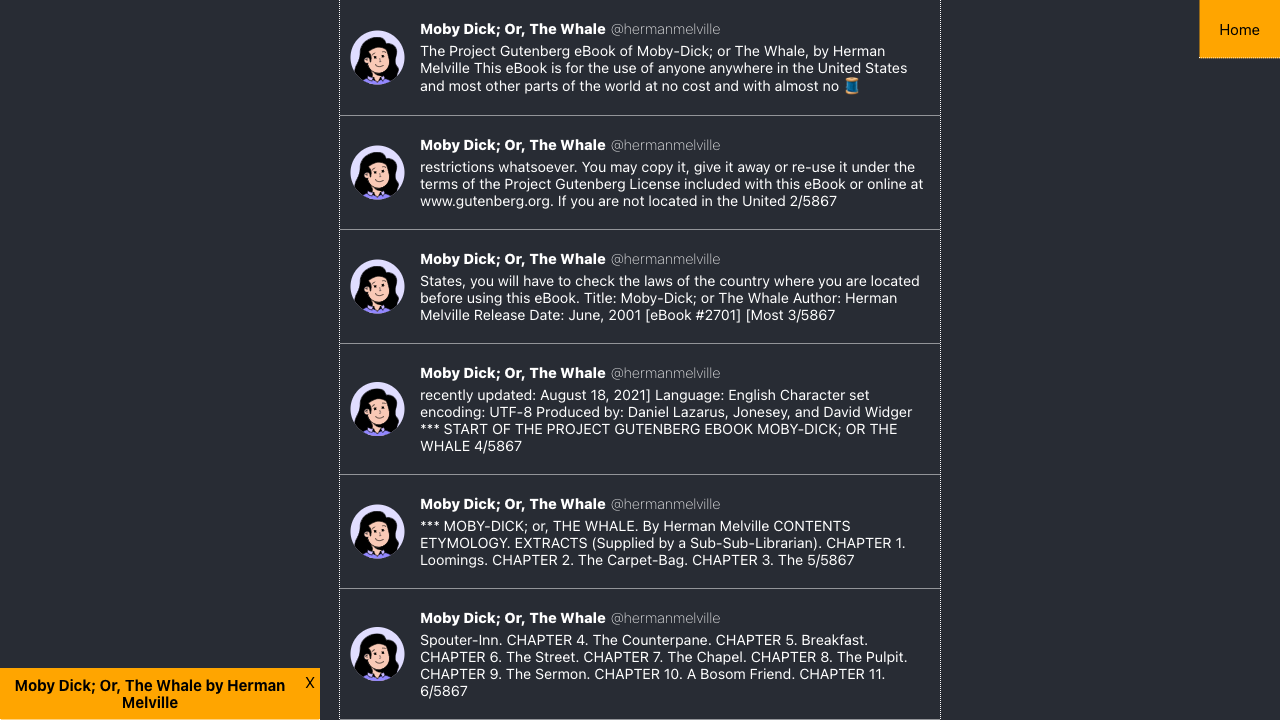 Moby Dick; Or, The Whale @hermanmelville
The Project Gutenberg eBook of Moby-Dick; or The Whale, by Herman
Melville This eBook is for the use of anyone anywhere in the United States
and most other parts of the world at no cost and with almost no 🧵
Home
Moby Dick; Or, The Whale @hermanmelville
restrictions whatsoever. You may copy it, give it away or re-use it under the
terms of the Project Gutenberg License included with this eBook or online at
www.gutenberg.org. If you are not located in the United 2/5867
Moby Dick; Or, The Whale @hermanmelville
States, you will have to check the laws of the country where you are located
before using this eBook. Title: Moby-Dick; or The Whale Author: Herman
Melville Release Date: June, 2001 [eBook #2701] [Most 3/5867
Moby Dick; Or, The Whale @hermanmelville
recently updated: August 18, 2021] Language: English Character set
encoding: UTF-8 Produced by: Daniel Lazarus, Jonesey, and David Widger
*** START OF THE PROJECT GUTENBERG EBOOK MOBY-DICK; OR THE
WHALE 4/5867
Moby Dick; Or, The Whale @hermanmelville
*** MOBY-DICK; or, THE WHALE. By Herman Melville CONTENTS
ETYMOLOGY. EXTRACTS (Supplied by a Sub-Sub-Librarian). CHAPTER 1.
Loomings. CHAPTER 2. The Carpet-Bag. CHAPTER 3. The 5/5867
Moby Dick; Or, The Whale @hermanmelville
Spouter-Inn. CHAPTER 4. The Counterpane. CHAPTER 5. Breakfast.
CHAPTER 6. The Street. CHAPTER 7. The Chapel. CHAPTER 8. The Pulpit.
CHAPTER 9. The Sermon. CHAPTER 10. A Bosom Friend. CHAPTER 11.
6/5867
Moby Dick; Or, The Whale by Herman
Melville
X